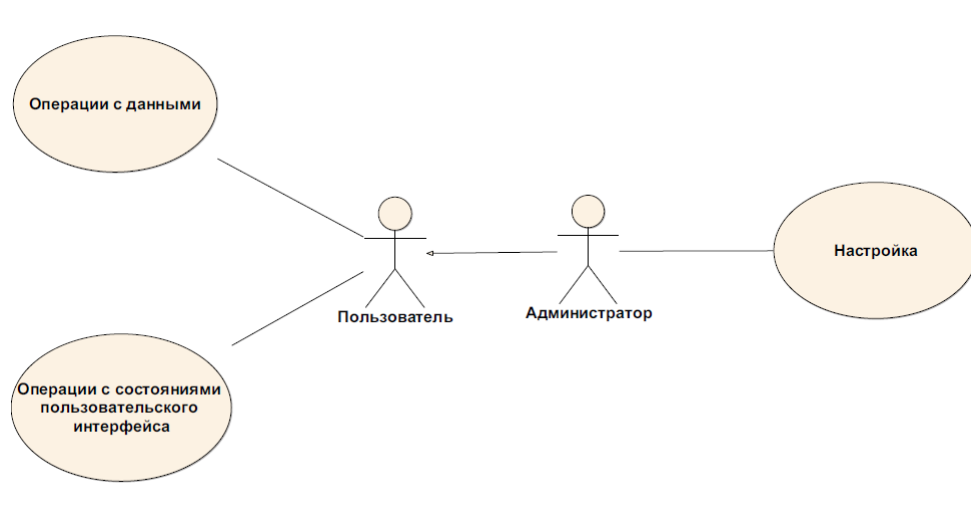 Операции с данными
Пользователь
Администратор
Настройка
Операции с состояниями
пользовательского
интерфейса